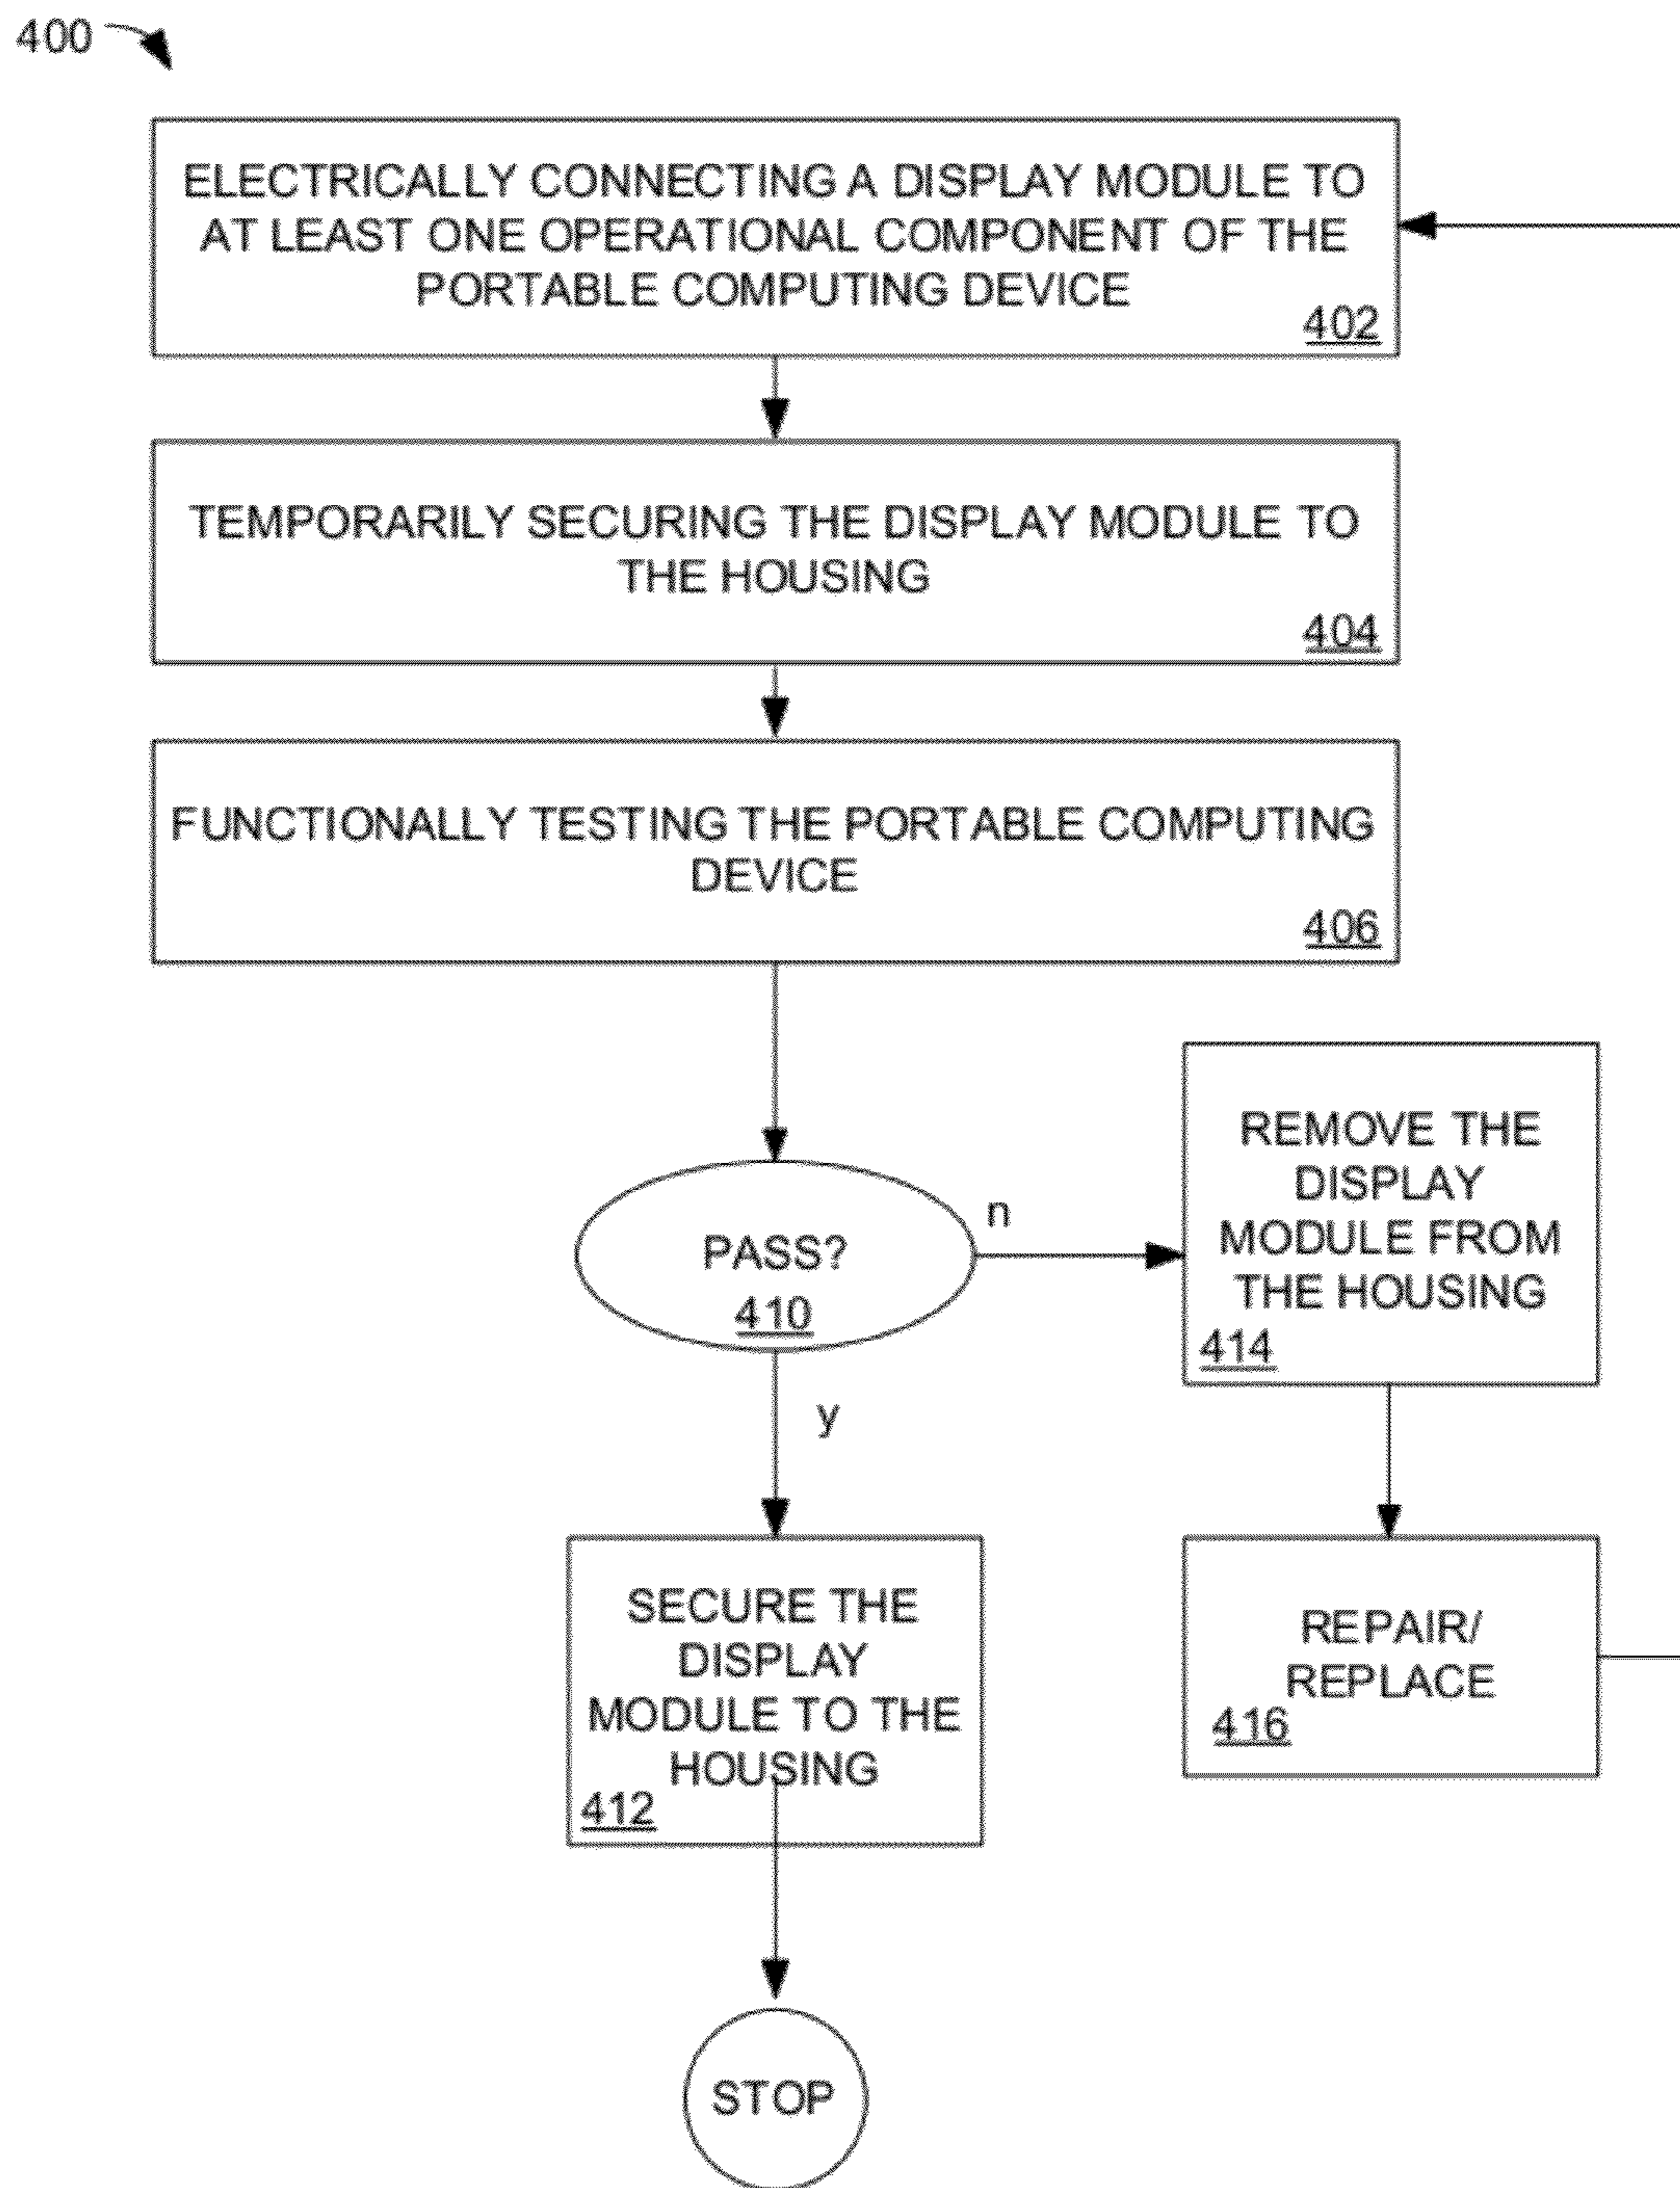 400
ELECTRICALLY CONNECTING A DISPLAY MODULE TO
AT LEAST ONE OPERATIONAL COMPONENT OF THE
PORTABLE COMPUTING DEVICE
402
TEMPORARILY SECURING THE DISPLAY MODULE TO
THE HOUSING
404
FUNCTIONALLY TESTING THE PORTABLE COMPUTING
DEVICE
406
PASS?
410
n
REMOVE THE
DISPLAY
MODULE FROM
THE HOUSING
414
y
SECURE THE
DISPLAY
MODULE TO THE
HOUSING
412
REPAIR/
REPLACE
416
STOP